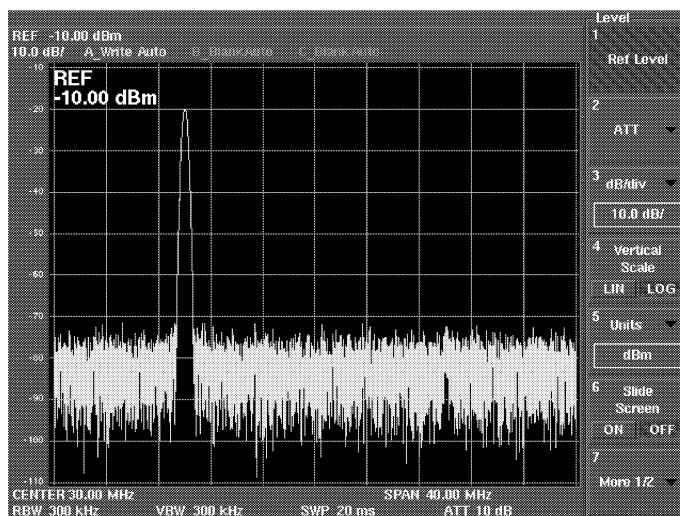 Level
REF -10.00 dBm
10.0 dB/ A_Write Auto B_Blank Auto C_Blank Auto
REF
-10.00 dBm
-10
-20
-30
-40
-50
-60
-70
-80
-90
-100
-110
CENTER 30.00 MHz SPAN 40.00 MHz
RBW 300 kHz VBW 300 kHz SWP 20 ms ATT 10 dB
1
Ref Level
2
ATT
3
dB/div
10.0 dB/
4
Vertical
Scale
LIN LOG
5
Units
dBm
6
Slide
Screen
ON OFF
7
More 1/2